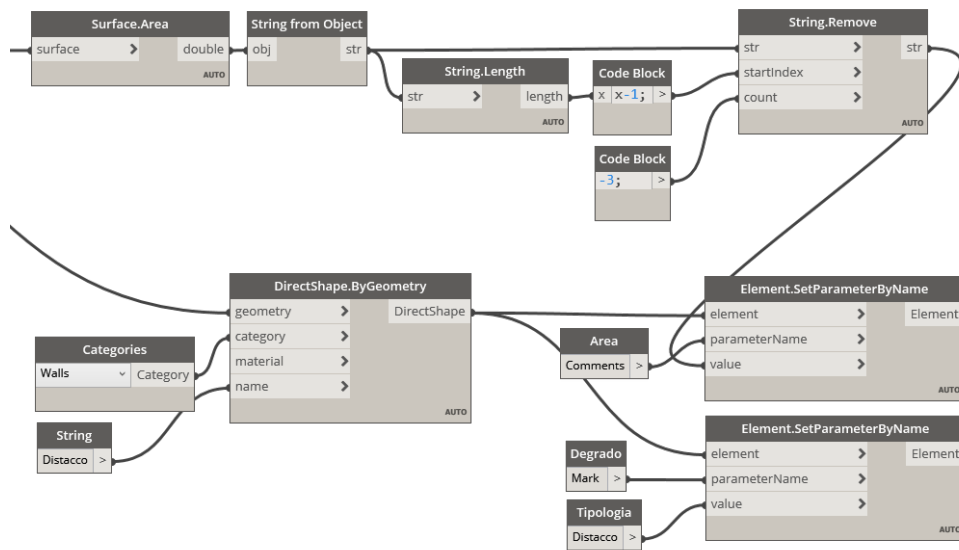 Surface.Area
surface > double
AUTO
String from Object
obj str
String.Length
str > length
AUTO
Code Block
x x-1; >
Code Block
-3; >
String.Remove
str > str
startIndex >
count >
AUTO
DirectShape.ByGeometry
geometry > DirectShape
category >
material >
name >
AUTO
Categories
Walls Category
String
Distacco >
Area
Comments >
Element.SetParameterByName
element > Element
parameterName >
value >
AUTO
Degrado
Mark >
Tipologia
Distacco >
Element.SetParameterByName
element > Element
parameterName >
value >
AUTO